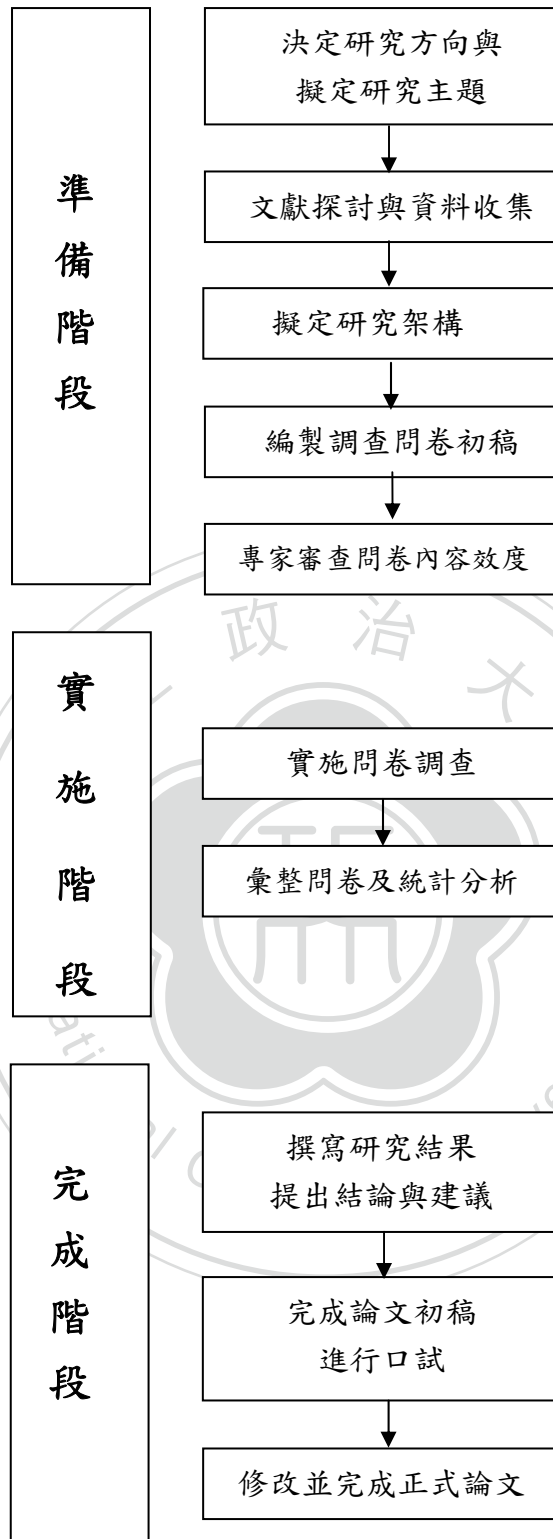 準備階段
決定研究方向與
擬定研究主題
文獻探討與資料收集
擬定研究架構
編製調查問卷初稿
專家審查問卷內容效度
政治大
實施階段
實施問卷調查
彙整問卷及統計分析
完成階段
撰寫研究結果
提出結論與建議
完成論文初稿
進行口試
修改並完成正式論文